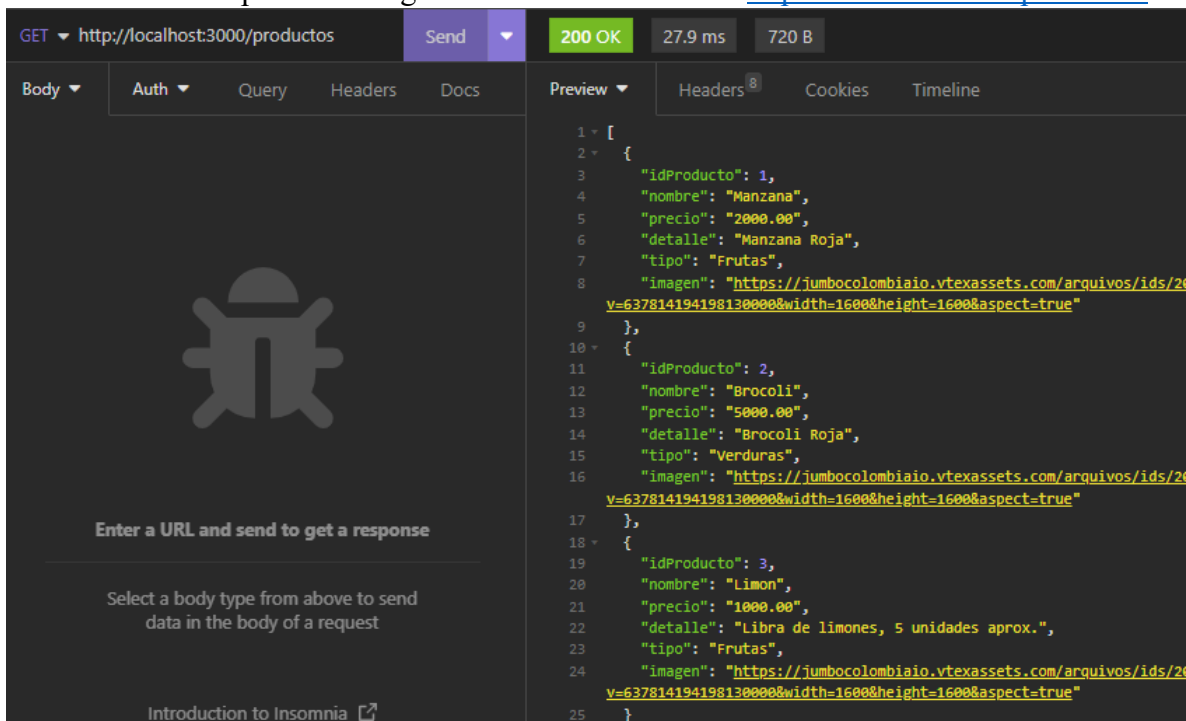 GET http://localhost:3000/productos Send 200 OK 27.9 ms 720 B
Body Auth Query Headers Docs
Preview Headers 8 Cookies Timeline
Enter a URL and send to get a response
Select a body type from above to send
data in the body of a request
Introduction to Insomnia
1 [
2 {
3 "idProducto": 1,
4 "nombre": "Manzana",
5 "precio": "2000.00",
6 "detalle": "Manzana Roja",
7 "tipo": "Frutas",
8 "imagen": "https://jumbocolombiaio.vtexassets.com/arquivos/ids/20
v=637814194198130000&width=1600&height=1600&aspect=true"
9 },
10 {
11 "idProducto": 2,
12 "nombre": "Brocoli",
13 "precio": "5000.00",
14 "detalle": "Brocoli Roja",
15 "tipo": "Verduras",
16 "imagen": "https://jumbocolombiaio.vtexassets.com/arquivos/ids/20
v=637814194198130000&width=1600&height=1600&aspect=true"
17 },
18 {
19 "idProducto": 3,
20 "nombre": "Limon",
21 "precio": "1000.00",
22 "detalle": "Libra de limones, 5 unidades aprox.",
23 "tipo": "Frutas",
24 "imagen": "https://jumbocolombiaio.vtexassets.com/arquivos/ids/20
v=637814194198130000&width=1600&height=1600&aspect=true"
25 }